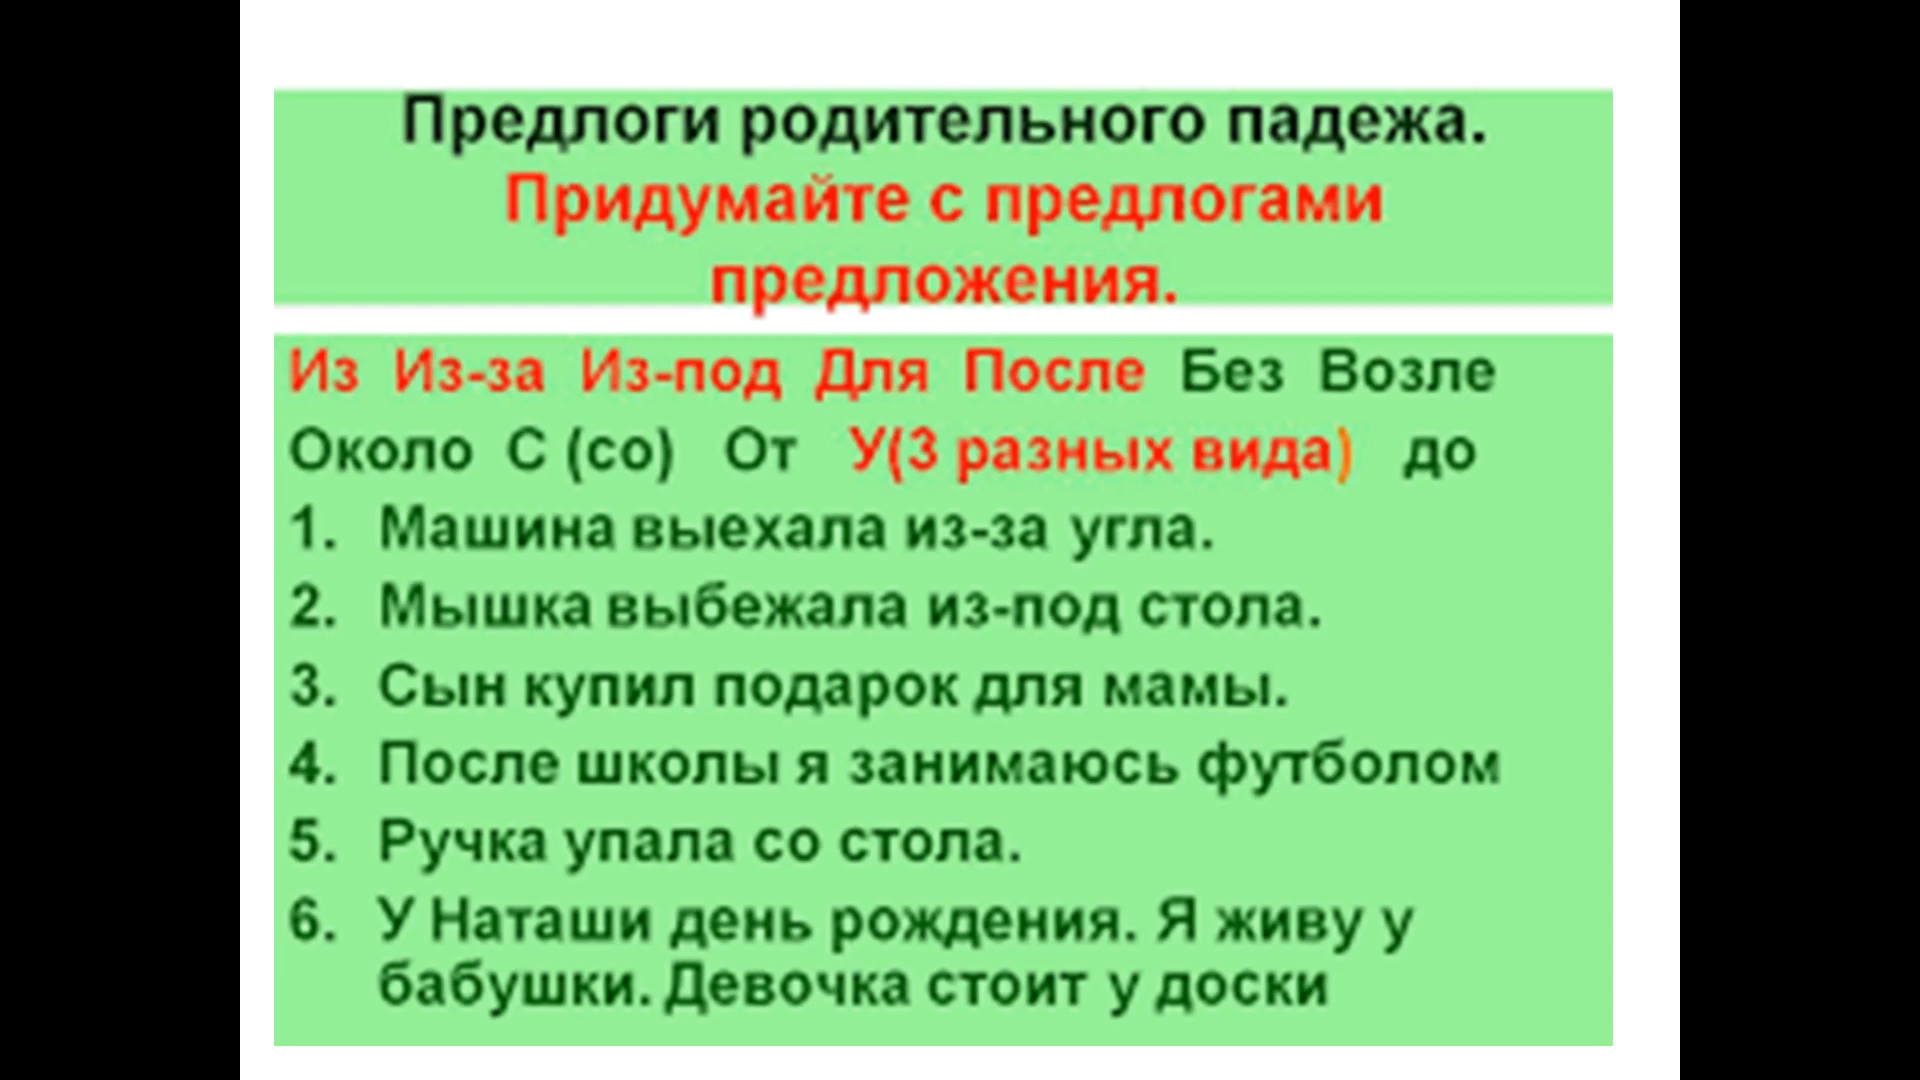 Предлоги родительного падежа.
Придумайте с предлогами
предложения.
Из Из-за Из-под Для После Без Возле
Около С (со) От У(3 разных вида) до
1. Машина выехала из-за угла.
2. Мышка выбежала из-под стола.
3. Сын купил подарок для мамы.
4. После школы я занимаюсь футболом
5. Ручка упала со стола.
6. У Наташи день рождения. Я живу у
бабушки. Девочка стоит у доски